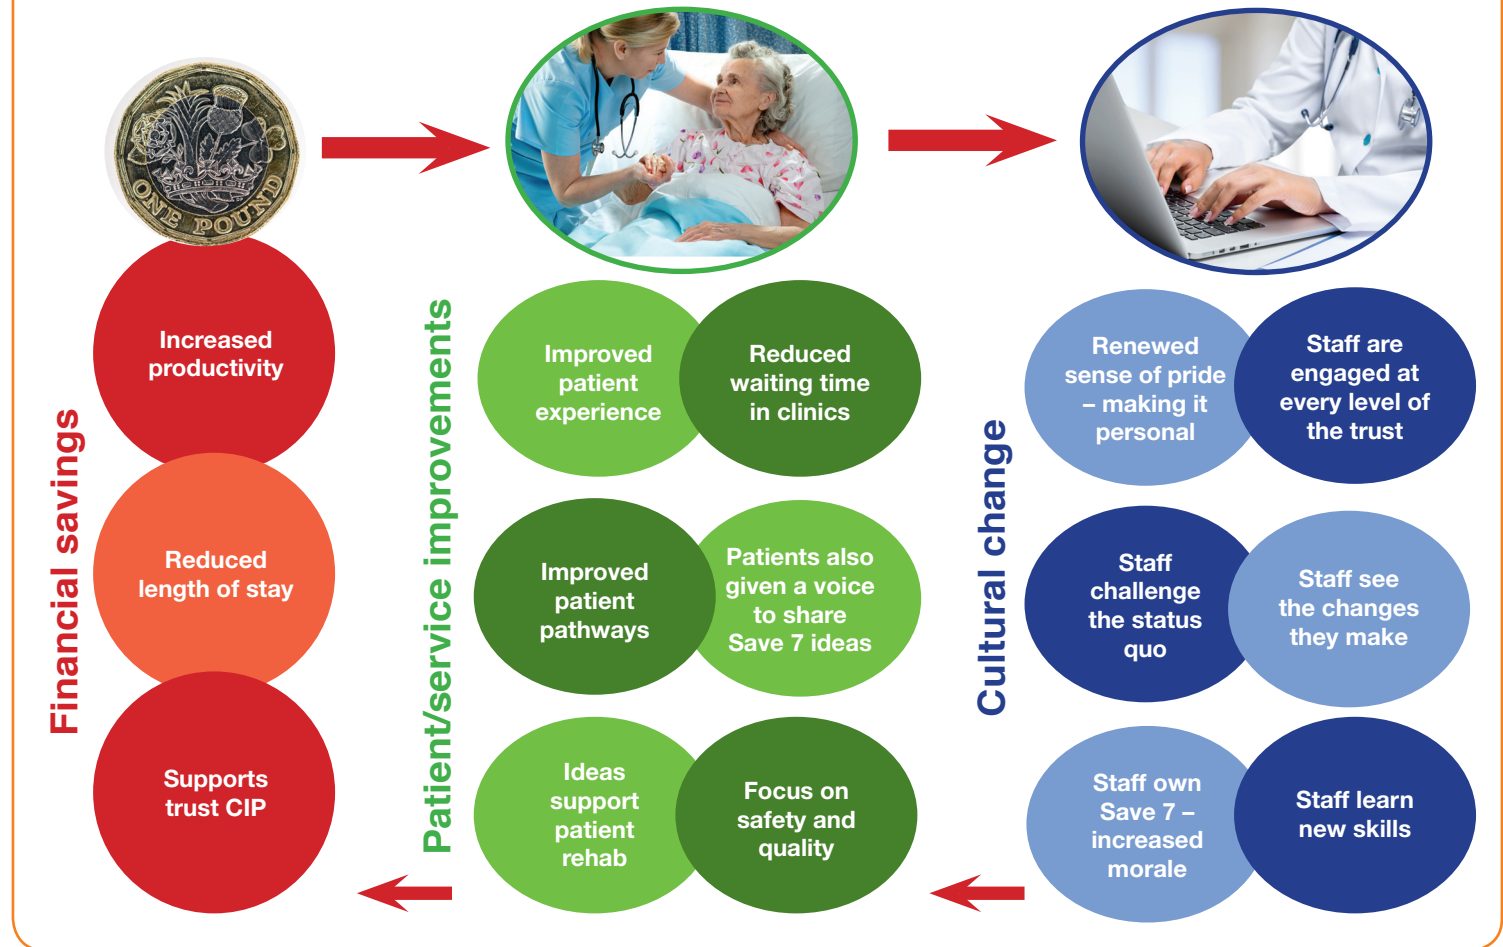 ONE POUND
Financial savings
Increased
productivity
Reduced
length of stay
Supports
trust CIP
Patient/service improvements
Improved
patient
experience
Reduced
waiting time
in clinics
Improved
patient
pathways
Patients also
given a voice
to share
Save 7 ideas
Ideas
support
patient
rehab
Focus on
safety and
quality
Cultural change
Renewed
sense of pride
– making it
personal
Staff are
engaged at
every level of
the trust
Staff
challenge
the status
quo
Staff see
the changes
they make
Staff own
Save 7 –
increased
morale
Staff learn
new skills